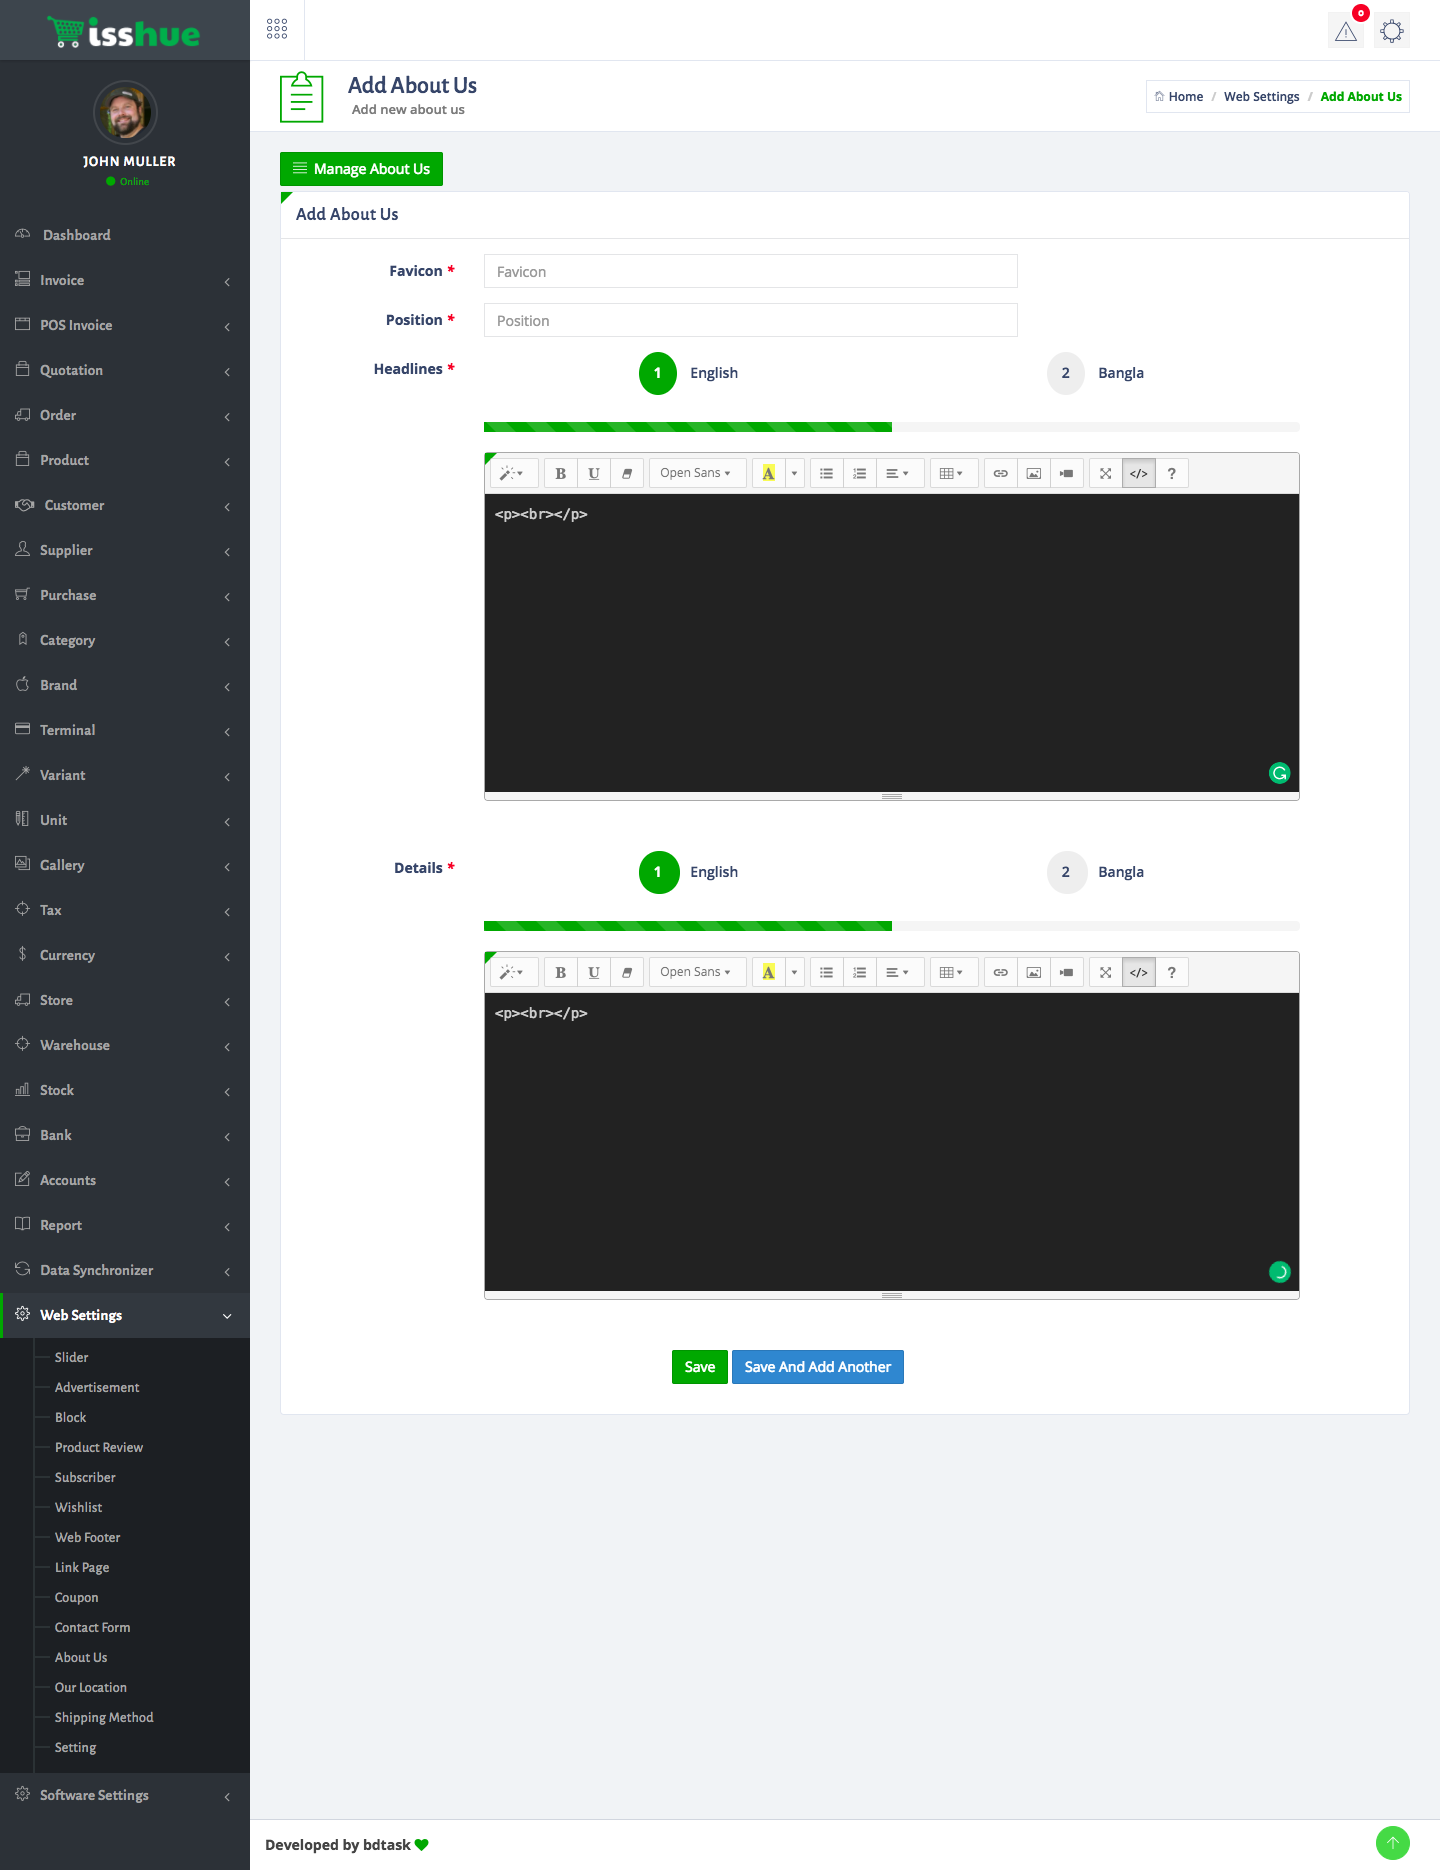 isshue
0
JOHN MULLER
Online
Dashboard
Invoice
POS Invoice
Quotation
Order
Product
Customer
Supplier
Purchase
Category
Brand
Terminal
Variant
Unit
Gallery
Tax
Currency
Store
Warehouse
Stock
Bank
Accounts
Report
Data Synchronizer
Web Settings
Slider
Advertisement
Block
Product Review
Subscriber
Wishlist
Web Footer
Link Page
Coupon
Contact Form
About Us
Our Location
Shipping Method
Setting
Software Settings
Add About Us
Add new about us
Home / Web Settings / Add About Us
Manage About Us
Add About Us
Favicon * Favicon
Position * Position
Headlines * 1 English 2 Bangla
B U Open Sans A </> ?
<p><br></p>
Details * 1 English 2 Bangla
B U Open Sans A </> ?
<p><br></p>
Save Save And Add Another
Developed by bdtask